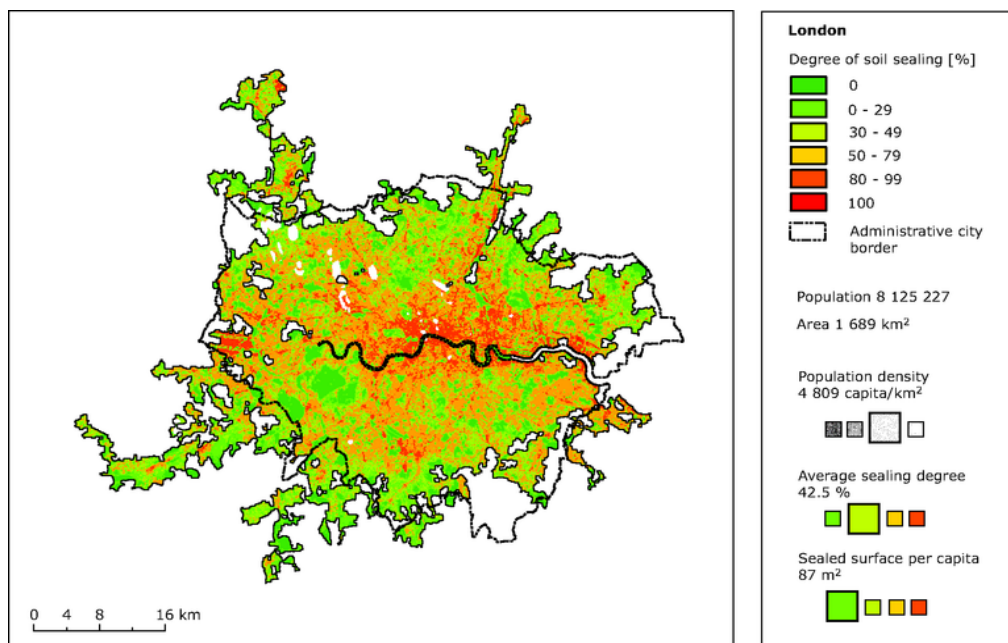 London
Degree of soil sealing [%]
0
0 - 29
30 - 49
50 - 79
80 - 99
100
Administrative city
border
Population 8 125 227
Area 1 689 km²
Population density
4 809 capita/km²
Average sealing degree
42.5 %
Sealed surface per capita
87 m²
0 4 8 16 km